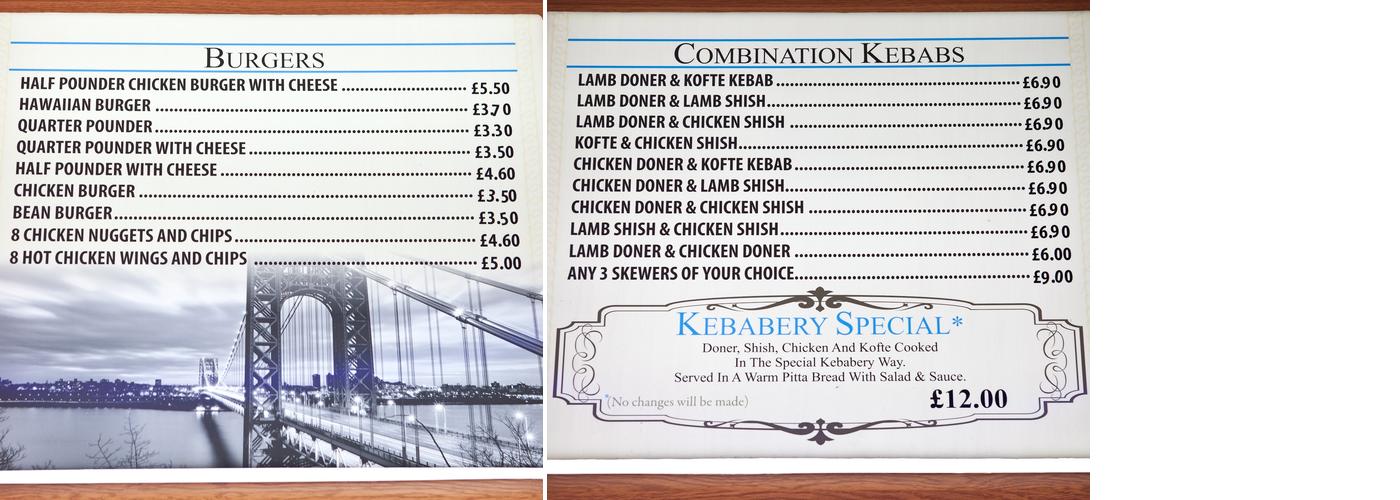 BURGERS
HALF POUNDER CHICKEN BURGER WITH CHEESE ........................ £5.50
HAWAIIAN BURGER ........................ £3.70
QUARTER POUNDER ........................ £3.30
QUARTER POUNDER WITH CHEESE ........................ £3.50
HALF POUNDER WITH CHEESE ........................ £4.60
CHICKEN BURGER ........................ £3.50
BEAN BURGER ........................ £3.50
8 CHICKEN NUGGETS AND CHIPS ........................ £4.60
8 HOT CHICKEN WINGS AND CHIPS ........................ £5.00
COMBINATION KEBABS
LAMB DONER & KOFTE KEBAB ........................ £6.90
LAMB DONER & LAMB SHISH ........................ £6.90
LAMB DONER & CHICKEN SHISH ........................ £6.90
KOFTE & CHICKEN SHISH ........................ £6.90
CHICKEN DONER & KOFTE KEBAB ........................ £6.90
CHICKEN DONER & LAMB SHISH ........................ £6.90
CHICKEN DONER & CHICKEN SHISH ........................ £6.90
LAMB SHISH & CHICKEN SHISH ........................ £6.90
LAMB DONER & CHICKEN DONER ........................ £6.00
ANY 3 SKEWERS OF YOUR CHOICE ........................ £9.00
KEBABERY SPECIAL*
Doner, Shish, Chicken And Kofte Cooked
In The Special Kebabery Way.
Served In A Warm Pitta Bread With Salad & Sauce.
*(No changes will be made) £12.00